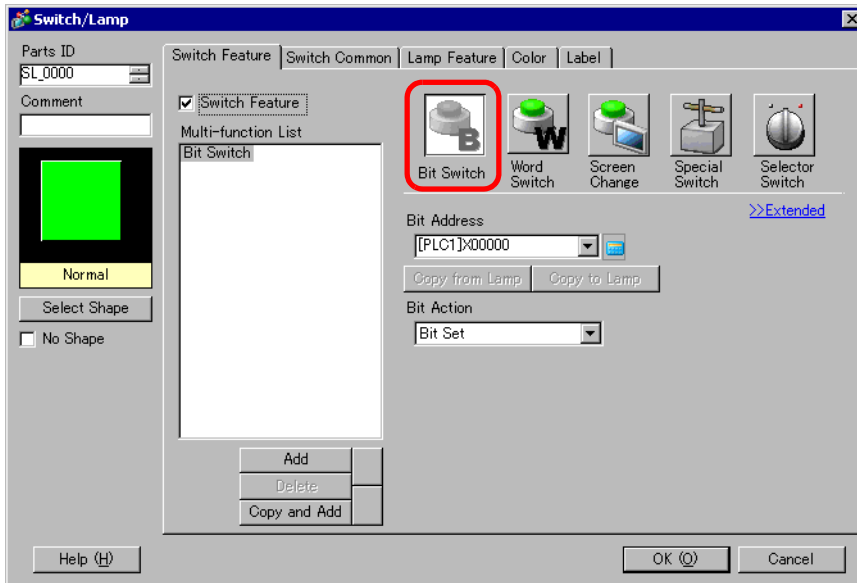 Switch/Lamp
Parts ID
SL_0000
Comment
Normal
Select Shape
No Shape
Switch Feature
Switch Common
Lamp Feature
Color
Label
Switch Feature
Multi-function List
Bit Switch
Add
Delete
Copy and Add
B
Bit Switch
W
Word
Switch
Screen
Change
Special
Switch
Selector
Switch
>>Extended
Bit Address
[PLC1]X00000
Copy from Lamp
Copy to Lamp
Bit Action
Bit Set
Help (H)
OK (O)
Cancel